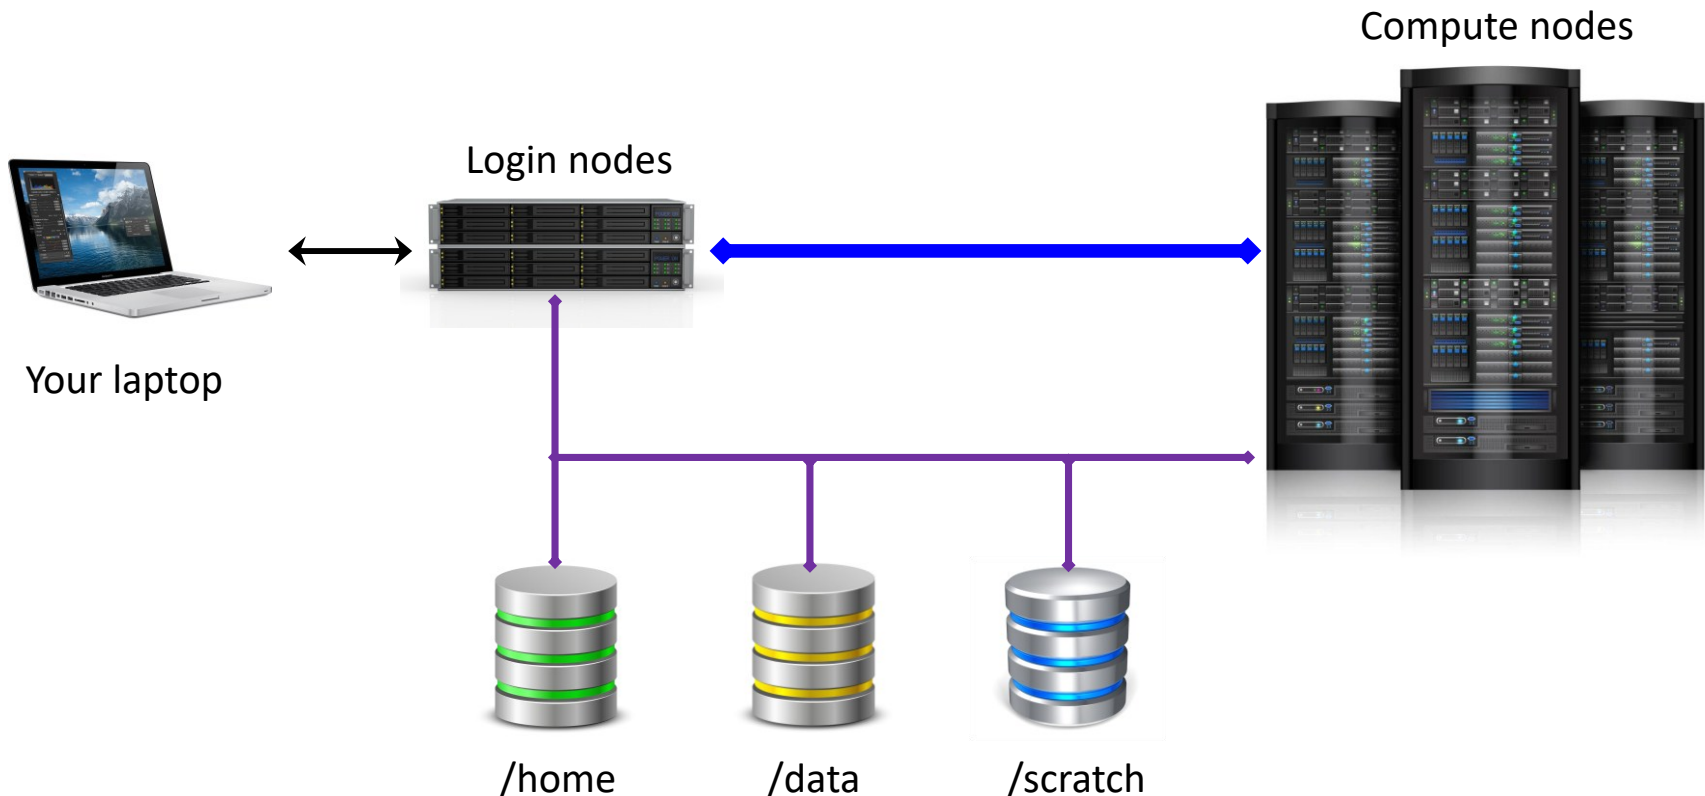 Compute nodes
Login nodes
Your laptop
/home
/data
/scratch